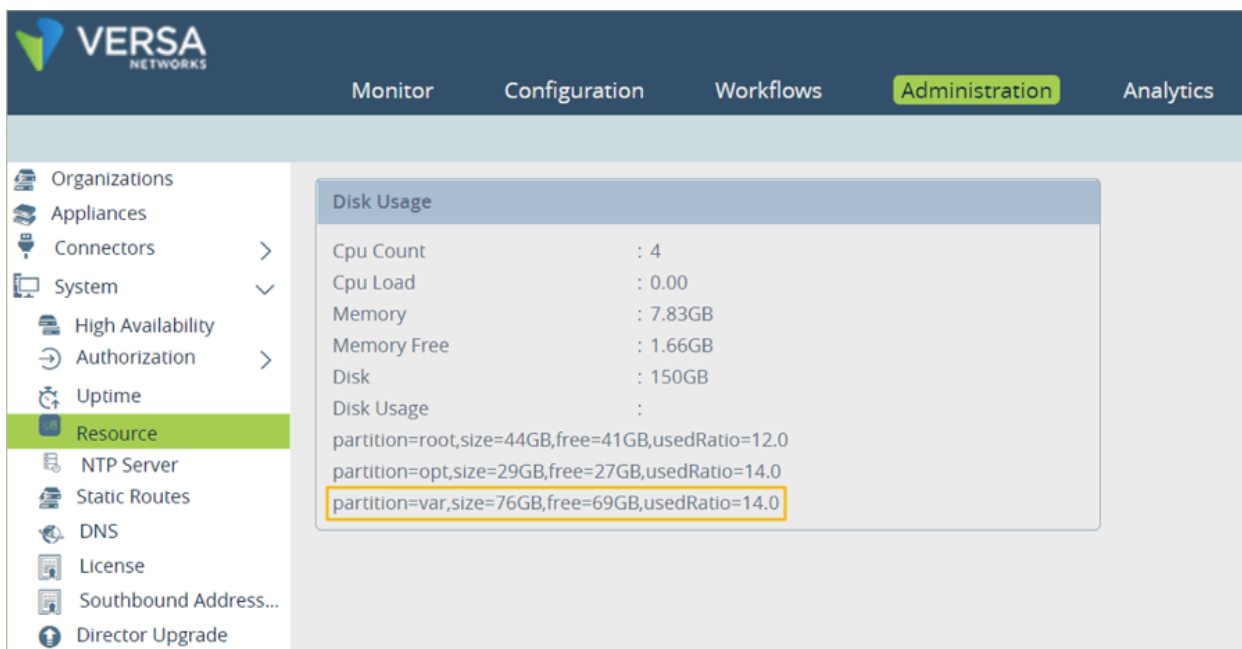 VERSA
NETWORKS
Monitor Configuration Workflows Administration Analytics
Organizations
Appliances
Connectors
System
High Availability
Authorization
Uptime
Resource
NTP Server
Static Routes
DNS
License
Southbound Address...
Director Upgrade
Disk Usage
Cpu Count : 4
Cpu Load : 0.00
Memory : 7.83GB
Memory Free : 1.66GB
Disk : 150GB
Disk Usage :
partition=root,size=44GB,free=41GB,usedRatio=12.0
partition=opt,size=29GB,free=27GB,usedRatio=14.0
partition=var,size=76GB,free=69GB,usedRatio=14.0